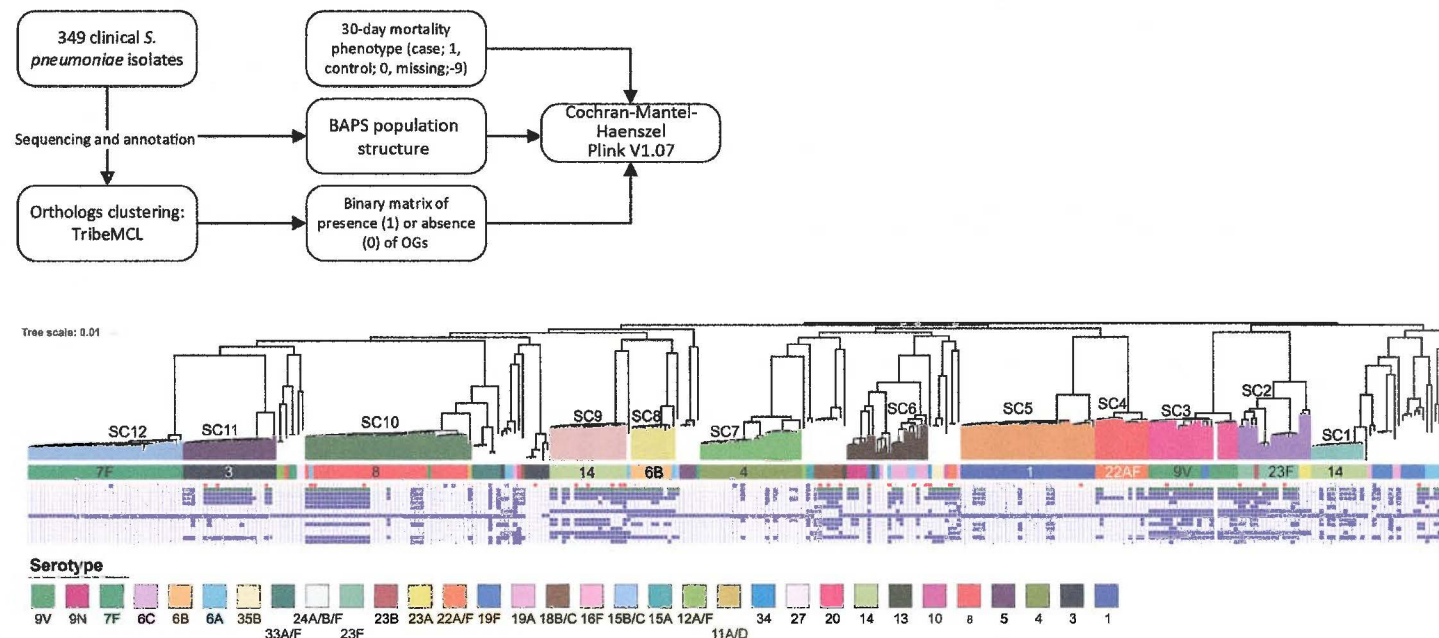 349 clinical S.
pneumoniae isolates
30-day mortality
phenotype (case; 1,
control; 0, missing;-9)
Sequencing and annotation
BAPS population
structure
Cochran-Mantel-
Haenszel
Plink V1.07
Orthologs clustering:
TribeMCL
Binary matrix of
presence (1) or absence
(0) of OGs
Tree scale: 0.01
SC12 SC11 SC10 SC9 SC8 SC7 SC6 SC5 SC4 SC3 SC2 SC1
7F 3 8 14 6B 4 1 22AF 9V 23F 14
Serotype
9V 9N 7F 6C 6B 6A 35B 24A/B/F 23B 23A 22A/F 19F 19A 18B/C 16F 15B/C 15A 12A/F 34 27 20 14 13 10 8 5 4 3 1
33A/F 23F 11A/D